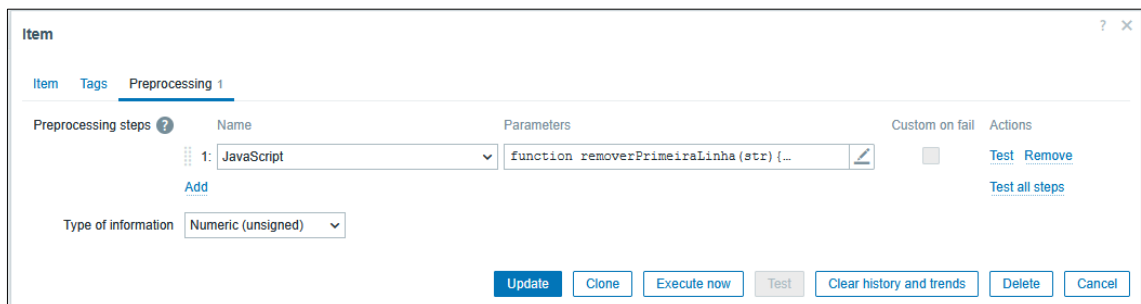 Item
? ×
Item Tags Preprocessing 1
Preprocessing steps ? Name Parameters Custom on fail Actions
1: JavaScript function removerPrimeiraLinha(str){… Test Remove
Add Test all steps
Type of information Numeric (unsigned)
Update Clone Execute now Test Clear history and trends Delete Cancel